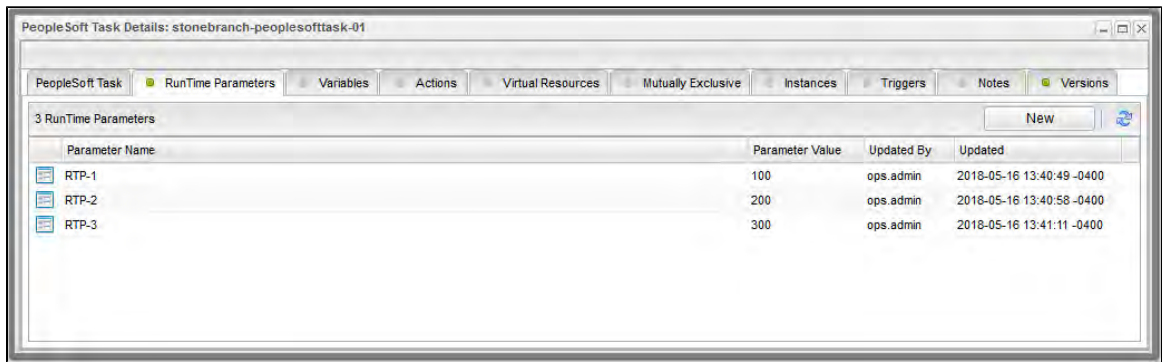 PeopleSoft Task Details: stonebranch-peoplesofttask-01
PeopleSoft Task RunTime Parameters Variables Actions Virtual Resources Mutually Exclusive Instances Triggers Notes Versions
3 RunTime Parameters New
Parameter Name Parameter Value Updated By Updated
RTP-1 100 ops.admin 2018-05-16 13:40:49 -0400
RTP-2 200 ops.admin 2018-05-16 13:40:58 -0400
RTP-3 300 ops.admin 2018-05-16 13:41:11 -0400